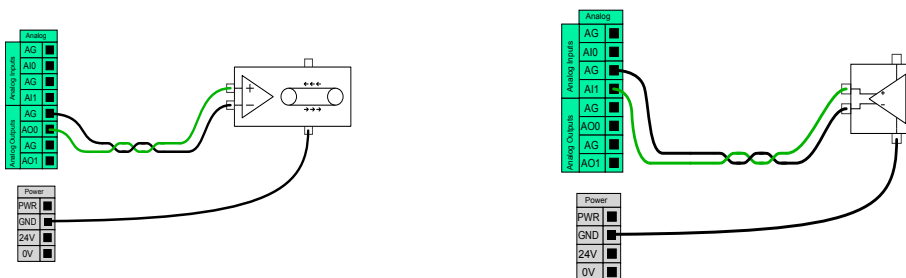 Analog
Analog Inputs
AG
AI0
AG
AI1
Analog Outputs
AG
AO0
AG
AO1
Power
PWR
GND
24V
0V
+
−
Analog
Analog Inputs
AG
AI0
AG
AI1
Analog Outputs
AG
AO0
AG
AO1
Power
PWR
GND
24V
0V
+
−